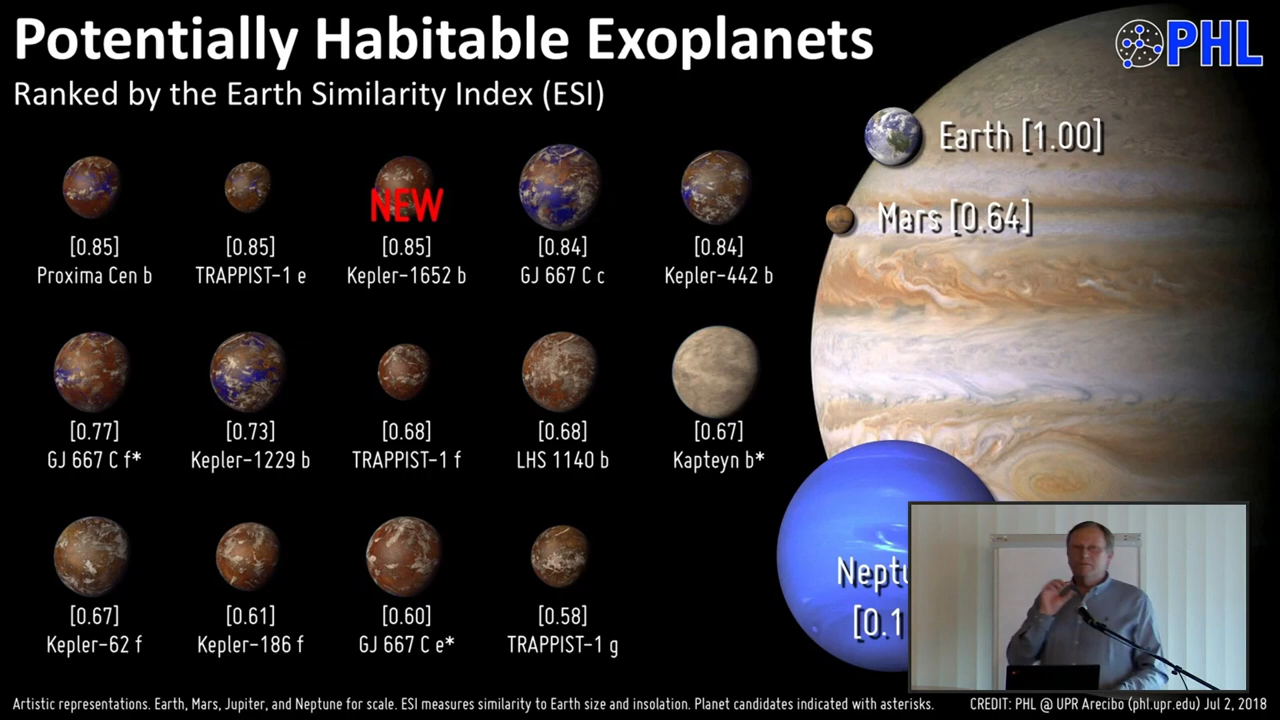 Potentially Habitable Exoplanets
PHL
Ranked by the Earth Similarity Index (ESI)
Earth [1.00]
Mars [0.64]
NEW
[0.85] [0.85] [0.85] [0.84] [0.84]
Proxima Cen b TRAPPIST-1 e Kepler-1652 b GJ 667 C c Kepler-442 b
[0.77] [0.73] [0.68] [0.68] [0.67]
GJ 667 C f* Kepler-1229 b TRAPPIST-1 f LHS 1140 b Kapteyn b*
[0.67] [0.61] [0.60] [0.58]
Kepler-62 f Kepler-186 f GJ 667 C e* TRAPPIST-1 g
Artistic representations. Earth, Mars, Jupiter, and Neptune for scale. ESI measures similarity to Earth size and insolation. Planet candidates indicated with asterisks. CREDIT: PHL @ UPR Arecibo (phl.upr.edu) Jul 2, 2018